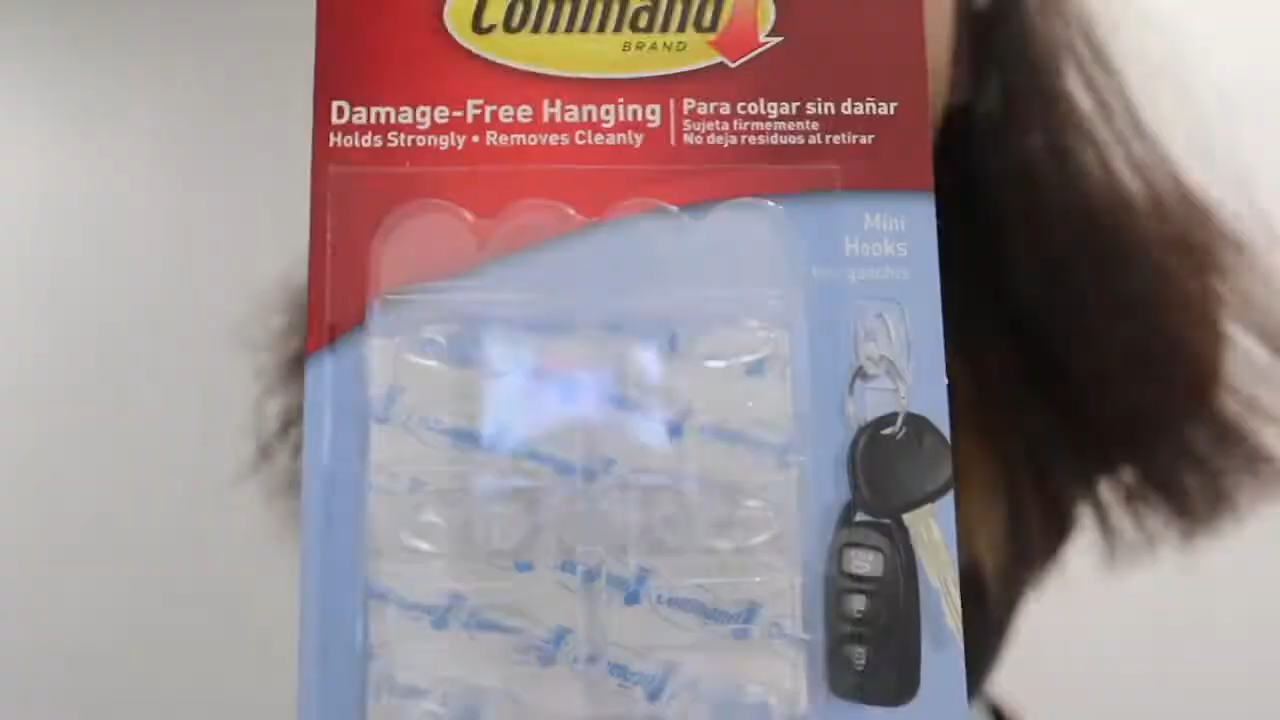 Command
BRAND
Damage-Free Hanging
Holds Strongly • Removes Cleanly
Para colgar sin dañar
Sujeta firmemente
No deja residuos al retirar
Mini
Hooks
Command